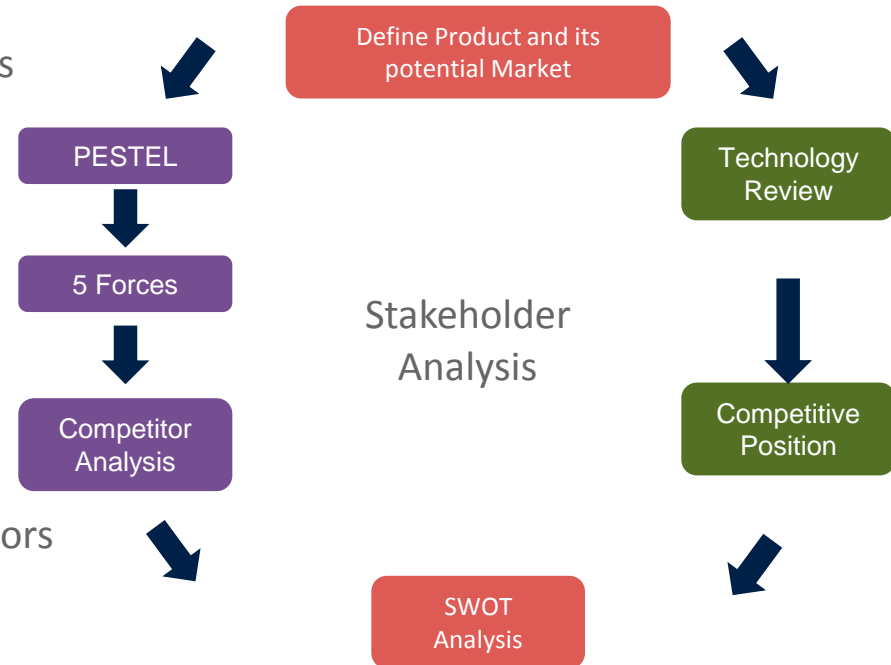 Define Product and its
potential Market
s
PESTEL
Technology
Review
5 Forces
Stakeholder
Analysis
Competitor
Analysis
Competitive
Position
ors
SWOT
Analysis